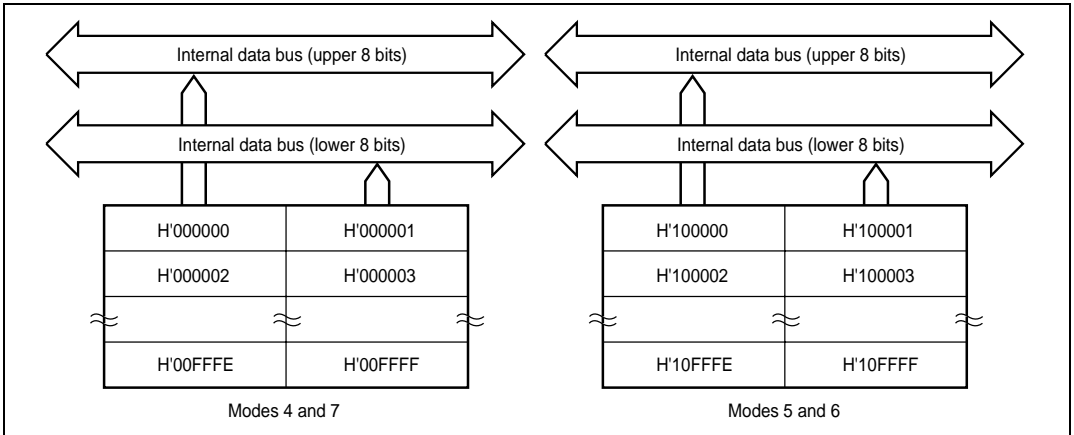 Internal data bus (upper 8 bits)
Internal data bus (lower 8 bits)
H'000000 H'000001
H'000002 H'000003
H'00FFFE H'00FFFF
Modes 4 and 7
Internal data bus (upper 8 bits)
Internal data bus (lower 8 bits)
H'100000 H'100001
H'100002 H'100003
H'10FFFE H'10FFFF
Modes 5 and 6